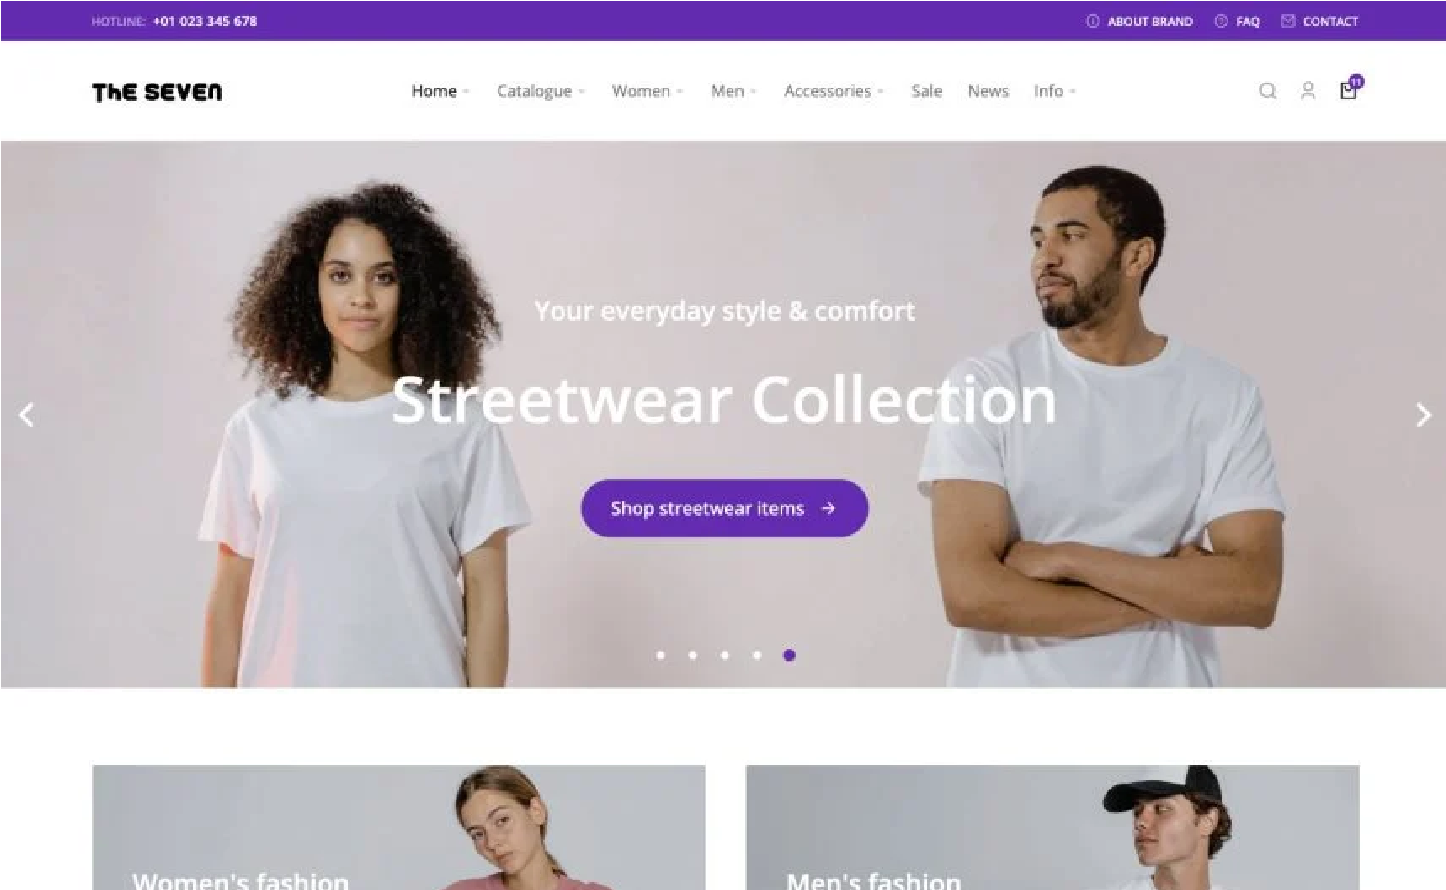 HOTLINE: +01 023 345 678
ABOUT BRAND FAQ CONTACT
THE SEVEN
Home Catalogue Women Men Accessories Sale News Info
11
Your everyday style & comfort
Streetwear Collection
Shop streetwear items
Women's fashion
Men's fashion